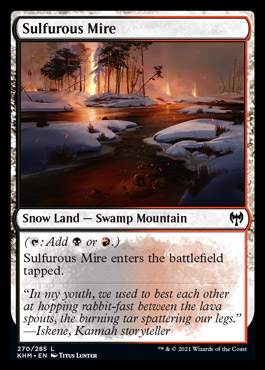 Sulfurous Mire
Snow Land — Swamp Mountain
( : Add or .)
Sulfurous Mire enters the battlefield
tapped.
“In my youth, we used to best each other
at hopping rabbit-fast between the lava
spouts, the burning tar spattering our legs.”
—Iskene, Kannah storyteller
270/285 L
KHM • EN Titus Lunter
™ & © 2021 Wizards of the Coast